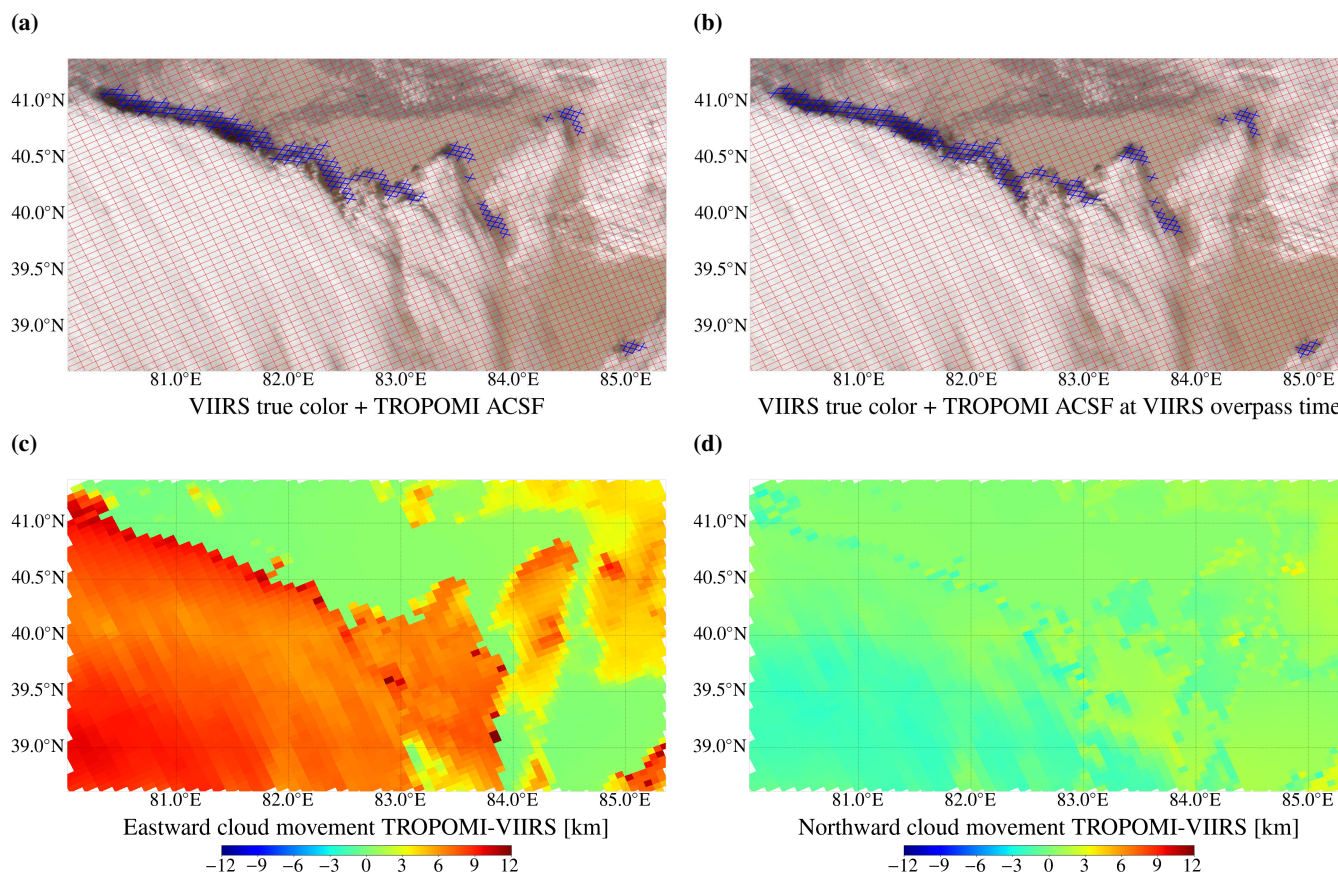 (a)
(b)
41.0°N
40.5°N
40.0°N
39.5°N
39.0°N
81.0°E 82.0°E 83.0°E 84.0°E 85.0°E
VIIRS true color + TROPOMI ACSF
41.0°N
40.5°N
40.0°N
39.5°N
39.0°N
81.0°E 82.0°E 83.0°E 84.0°E 85.0°E
VIIRS true color + TROPOMI ACSF at VIIRS overpass time
(c)
(d)
41.0°N
40.5°N
40.0°N
39.5°N
39.0°N
81.0°E 82.0°E 83.0°E 84.0°E 85.0°E
Eastward cloud movement TROPOMI-VIIRS [km]
−12 −9 −6 −3 0 3 6 9 12
41.0°N
40.5°N
40.0°N
39.5°N
39.0°N
81.0°E 82.0°E 83.0°E 84.0°E 85.0°E
Northward cloud movement TROPOMI-VIIRS [km]
−12 −9 −6 −3 0 3 6 9 12